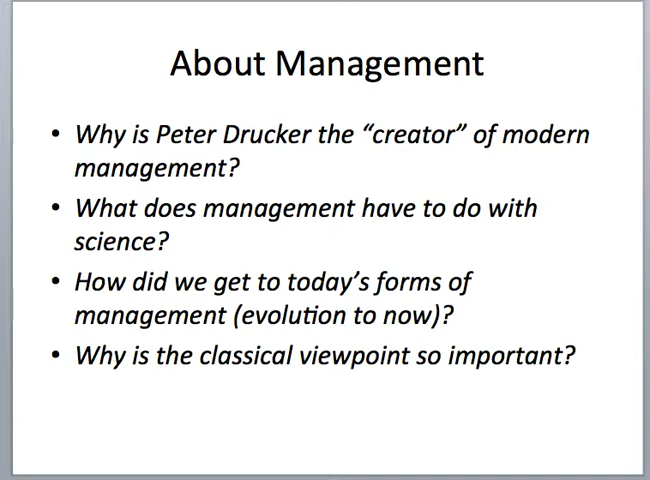 About Management
• Why is Peter Drucker the “creator” of modern
management?
• What does management have to do with
science?
• How did we get to today’s forms of
management (evolution to now)?
• Why is the classical viewpoint so important?